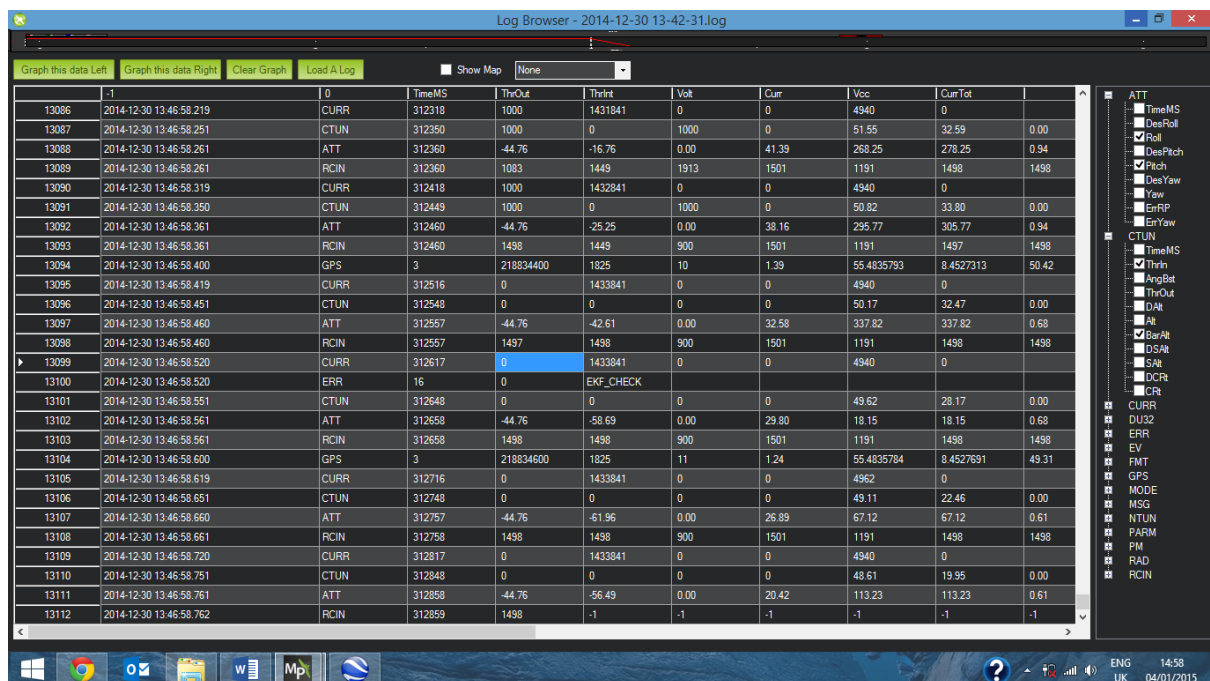 Log Browser - 2014-12-30 13-42-31.log
Graph this data Left Graph this data Right Clear Graph Load A Log Show Map None
-1 0 TimeMS ThrOut ThrInt Volt Curr Vcc CurrTot
13086 2014-12-30 13:46:58.219 CURR 312318 1000 1431841 0 0 4940 0
13087 2014-12-30 13:46:58.251 CTUN 312350 1000 0 1000 0 51.55 32.59 0.00
13088 2014-12-30 13:46:58.261 ATT 312360 -44.76 -16.76 0.00 41.39 268.25 278.25 0.94
13089 2014-12-30 13:46:58.261 RCIN 312360 1083 1449 1913 1501 1191 1498 1498
13090 2014-12-30 13:46:58.319 CURR 312418 1000 1432841 0 0 4940 0
13091 2014-12-30 13:46:58.350 CTUN 312449 1000 0 1000 0 50.82 33.80 0.00
13092 2014-12-30 13:46:58.361 ATT 312460 -44.76 -25.25 0.00 38.16 295.77 305.77 0.94
13093 2014-12-30 13:46:58.361 RCIN 312460 1498 1449 900 1501 1191 1497 1498
13094 2014-12-30 13:46:58.400 GPS 3 218834400 1825 10 1.39 55.4835793 8.4527313 50.42
13095 2014-12-30 13:46:58.419 CURR 312516 0 1433841 0 0 4940 0
13096 2014-12-30 13:46:58.451 CTUN 312548 0 0 0 0 50.17 32.47 0.00
13097 2014-12-30 13:46:58.460 ATT 312557 -44.76 -42.61 0.00 32.58 337.82 337.82 0.68
13098 2014-12-30 13:46:58.460 RCIN 312557 1497 1498 900 1501 1191 1498 1498
13099 2014-12-30 13:46:58.520 CURR 312617 0 1433841 0 0 4940 0
13100 2014-12-30 13:46:58.520 ERR 16 0 EKF_CHECK
13101 2014-12-30 13:46:58.551 CTUN 312648 0 0 0 0 49.62 28.17 0.00
13102 2014-12-30 13:46:58.561 ATT 312658 -44.76 -58.69 0.00 29.80 18.15 18.15 0.68
13103 2014-12-30 13:46:58.561 RCIN 312658 1498 1498 900 1501 1191 1498 1498
13104 2014-12-30 13:46:58.600 GPS 3 218834600 1825 11 1.24 55.4835784 8.4527691 49.31
13105 2014-12-30 13:46:58.619 CURR 312716 0 1433841 0 0 4962 0
13106 2014-12-30 13:46:58.651 CTUN 312748 0 0 0 0 49.11 22.46 0.00
13107 2014-12-30 13:46:58.660 ATT 312757 -44.76 -61.96 0.00 26.89 67.12 67.12 0.61
13108 2014-12-30 13:46:58.661 RCIN 312758 1498 1498 900 1501 1191 1498 1498
13109 2014-12-30 13:46:58.720 CURR 312817 0 1433841 0 0 4940 0
13110 2014-12-30 13:46:58.751 CTUN 312848 0 0 0 0 48.61 19.95 0.00
13111 2014-12-30 13:46:58.761 ATT 312858 -44.76 -56.49 0.00 20.42 113.23 113.23 0.61
13112 2014-12-30 13:46:58.762 RCIN 312859 1498 -1 -1 -1 -1 -1 -1
ATT
TimeMS
DesRoll
Roll
DesPitch
Pitch
DesYaw
Yaw
ErrRP
ErrYaw
CTUN
TimeMS
ThrIn
AngBst
ThrOut
DAlt
Alt
BarAlt
DSAlt
SAlt
DCRt
CRt
CURR
DU32
ERR
EV
FMT
GPS
MODE
MSG
NTUN
PARM
PM
RAD
RCIN
ENG 14:58
UK 04/01/2015